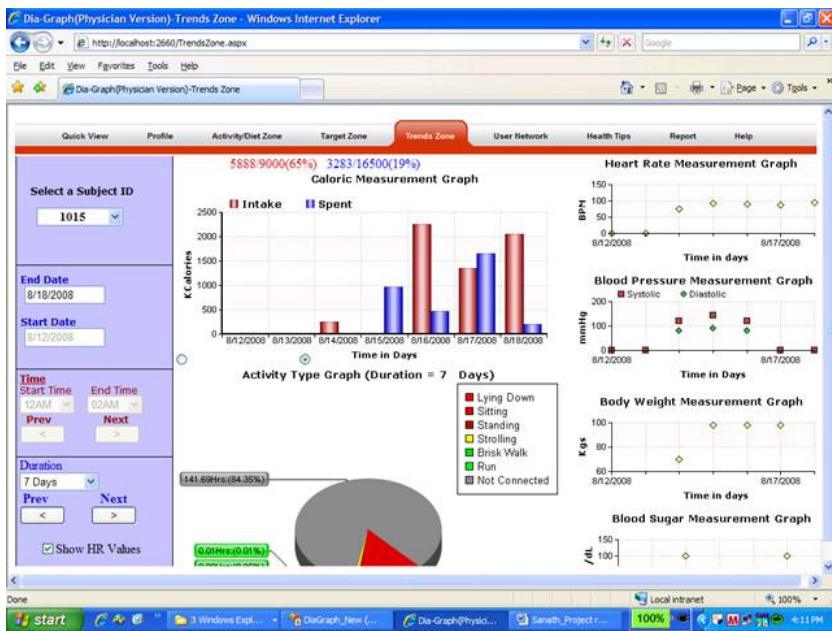 Dia-Graph(Physician Version)-Trends Zone - Windows Internet Explorer
http://localhost:2660/TrendsZone.aspx
Google
File Edit View Favorites Tools Help
Dia-Graph(Physician Version)-Trends Zone
Page Tools
Quick View Profile Activity/Diet Zone Target Zone Trends Zone User Network Health Tips Report Help
Select a Subject ID
1015
End Date
8/18/2008
Start Date
8/12/2008
Time
Start Time End Time
12AM 02AM
Prev Next
< >
Duration
7 Days
Prev Next
< >
Show HR Values
5888/9000(65%) 3283/16500(19%)
Caloric Measurement Graph
Intake Spent
KCalories
2500
2000
1500
1000
500
0
8/12/2008 8/13/2008 8/14/2008 8/15/2008 8/16/2008 8/17/2008 8/18/2008
Time in Days
Activity Type Graph (Duration = 7 Days)
Lying Down
Sitting
Standing
Strolling
Brisk Walk
Run
Not Connected
141.69Hrs:(84.35%)
0.01Hrs:(0.01%)
Heart Rate Measurement Graph
BPM
150
100
50
0
8/12/2008 8/17/2008
Time in days
Blood Pressure Measurement Graph
Systolic Diastolic
mmHg
200
100
0
8/12/2008 8/17/2008
Time in Days
Body Weight Measurement Graph
Kgs
100
80
60
8/12/2008 8/17/2008
Time in days
Blood Sugar Measurement Graph
/dL
150
100
Done
Local intranet
100%
start
3 Windows Expl...
DiaGraph_New (...
Dia-Graph(Physici...
Sanath_Project r...
100%
4:11PM